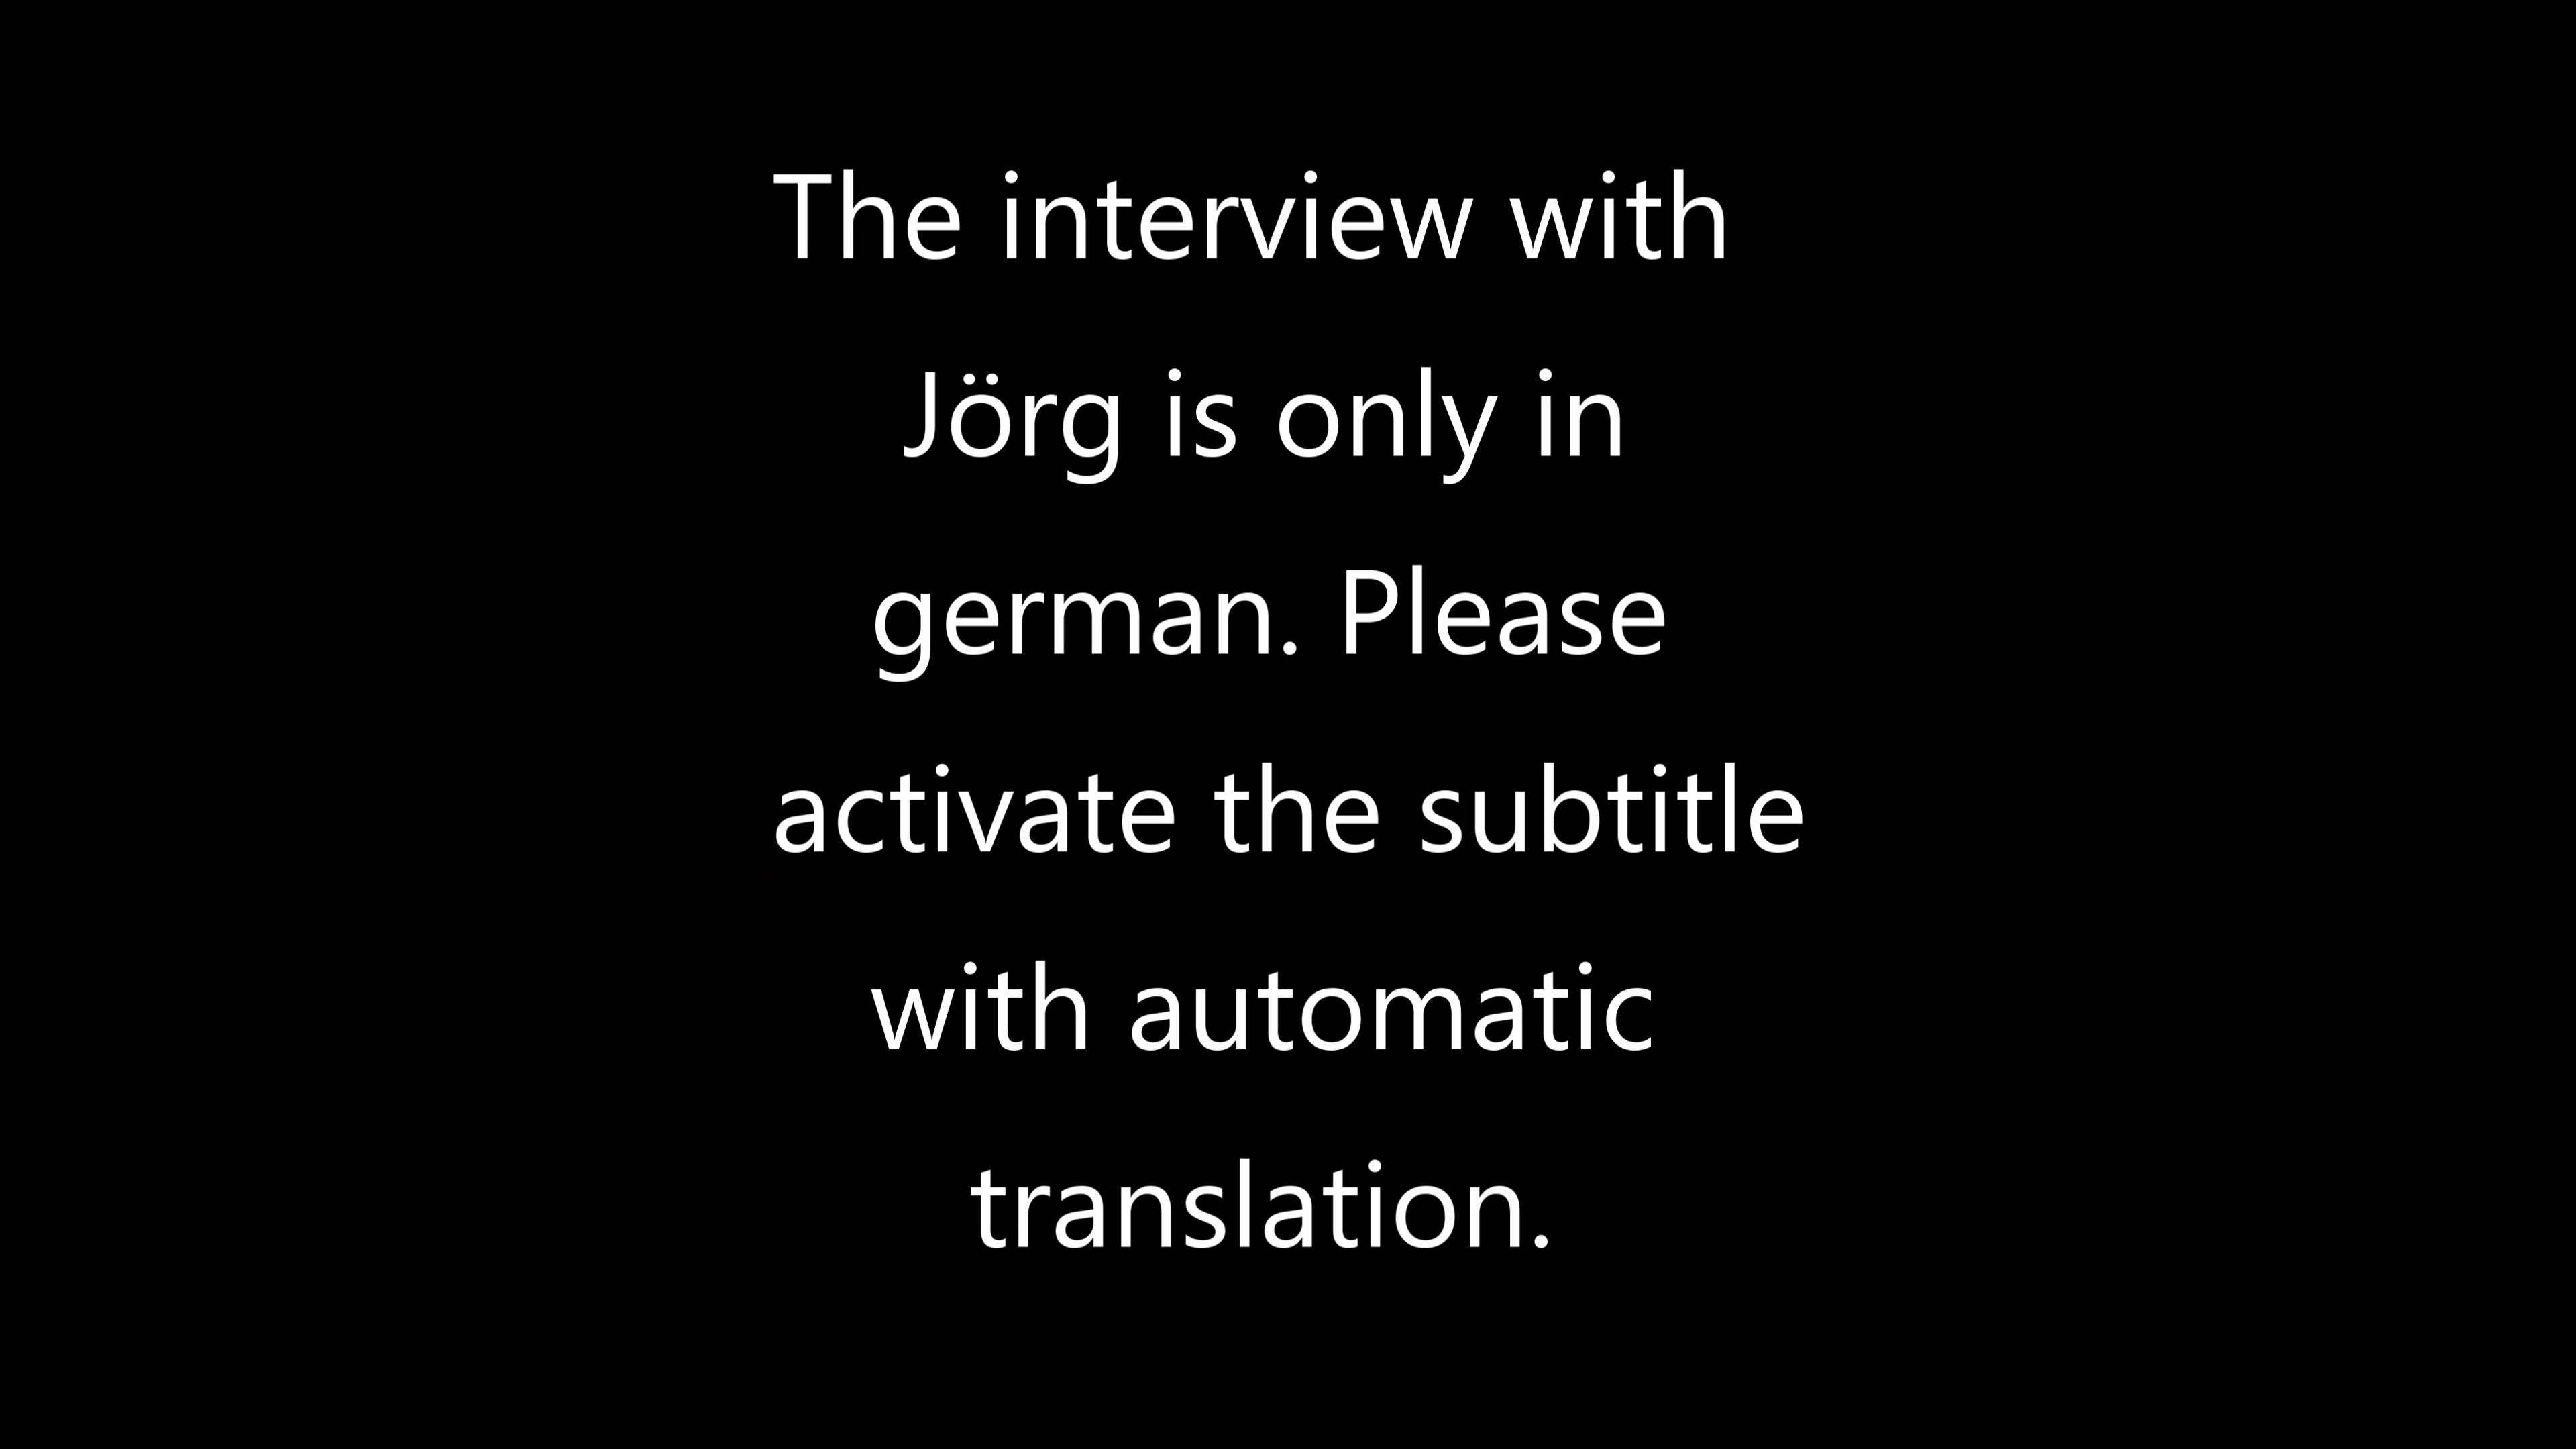 The interview with
Jörg is only in
german. Please
activate the subtitle
with automatic
translation.